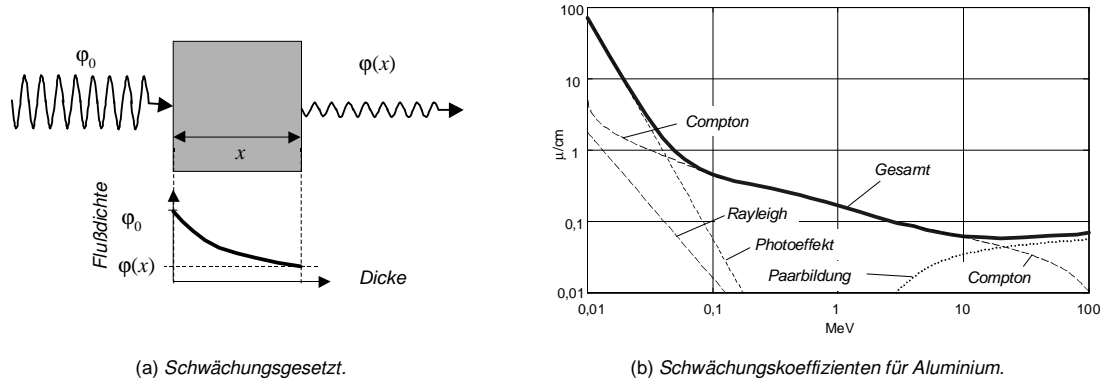 φ0
φ(x)
x
Flußdichte
φ0
φ(x)
Dicke
(a) Schwächungsgesetzt.
μ/cm
100
10
1
0,1
0,01
Compton
Gesamt
Rayleigh
Photoeffekt
Paarbildung
Compton
0,01
0,1
1
10
100
MeV
(b) Schwächungskoeffizienten für Aluminium.